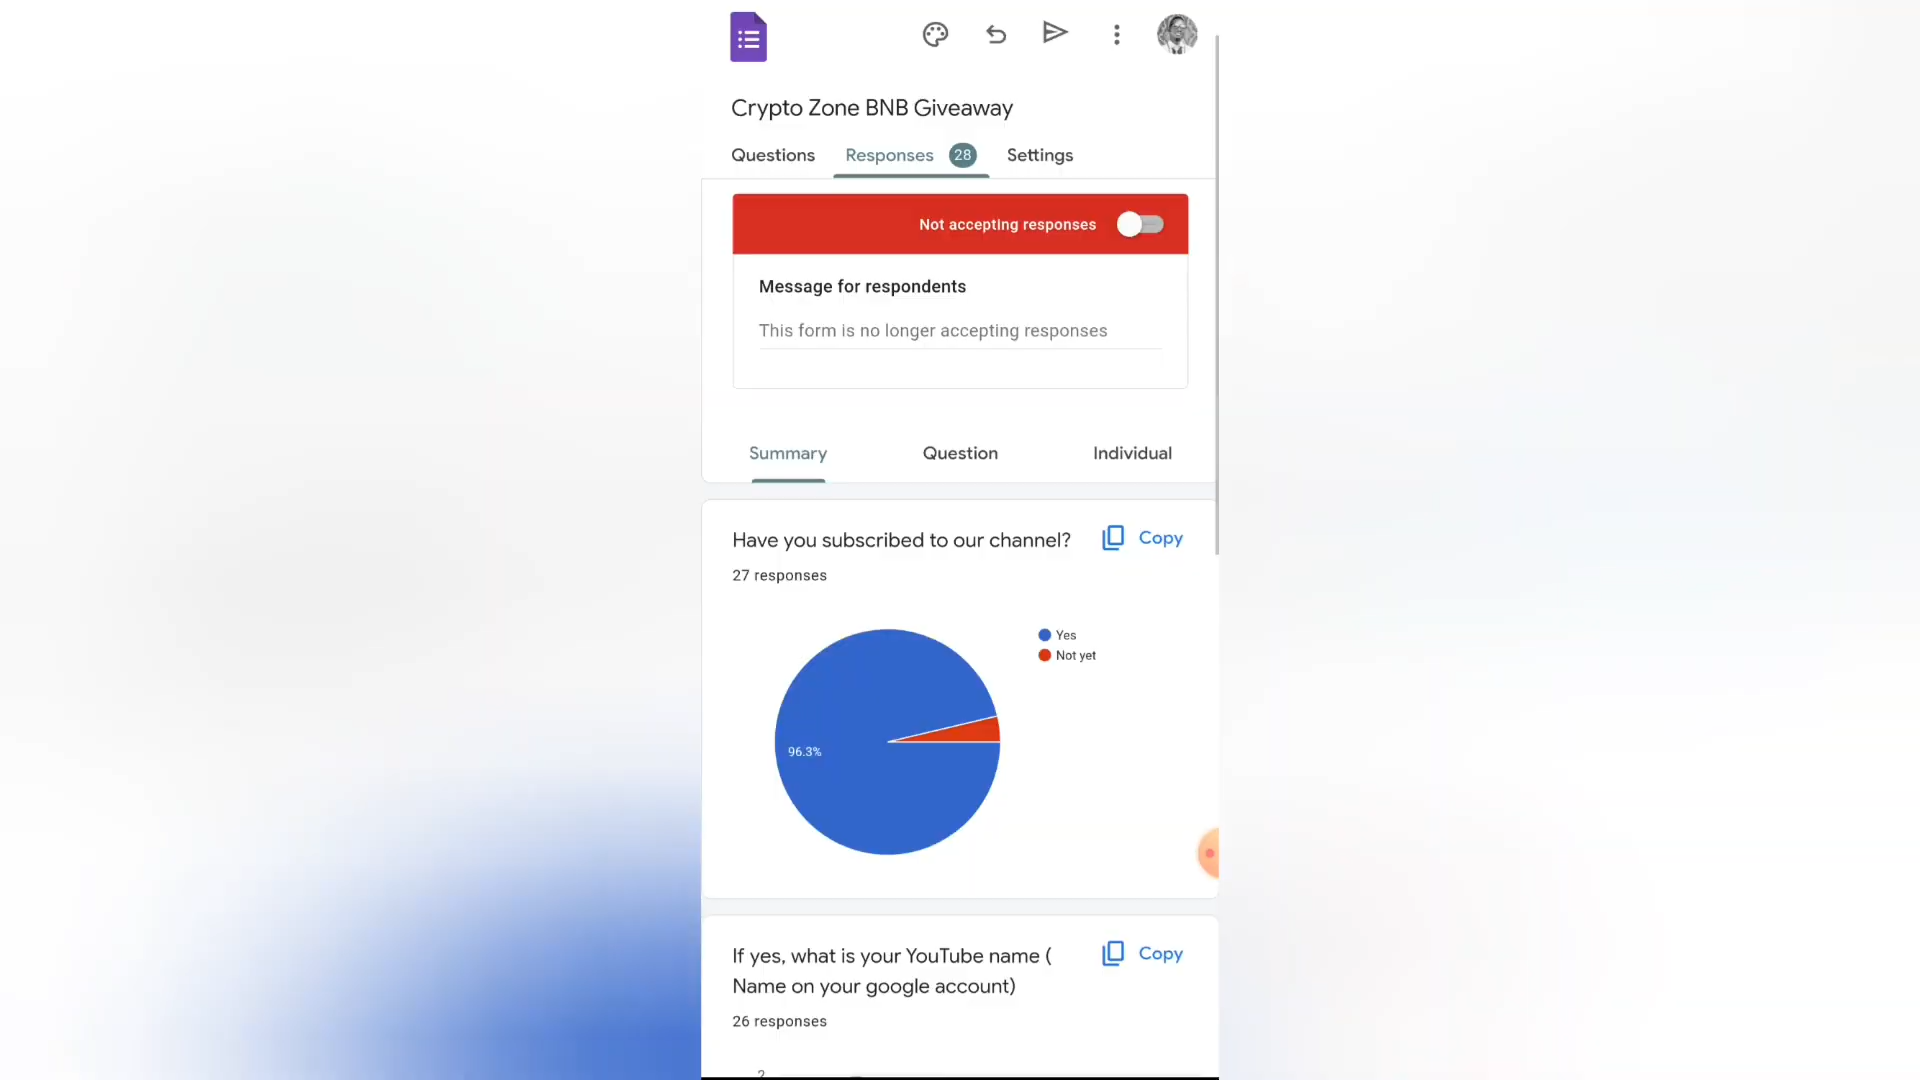 Crypto Zone BNB Giveaway
Questions Responses 28 Settings
Not accepting responses
Message for respondents
This form is no longer accepting responses
Summary Question Individual
Have you subscribed to our channel? Copy
27 responses
Yes
Not yet
96.3%
If yes, what is your YouTube name ( Copy
Name on your google account)
26 responses
2